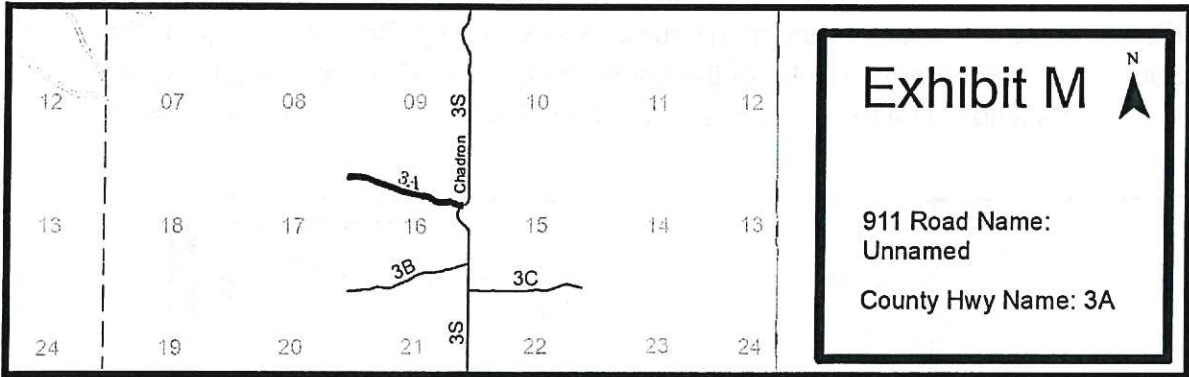 12 07 08 09 3S 10 11 12
Chadron
3A
13 18 17 16 15 14 13
3B 3C
24 19 20 21 3S 22 23 24
Exhibit M N
911 Road Name:
Unnamed
County Hwy Name: 3A